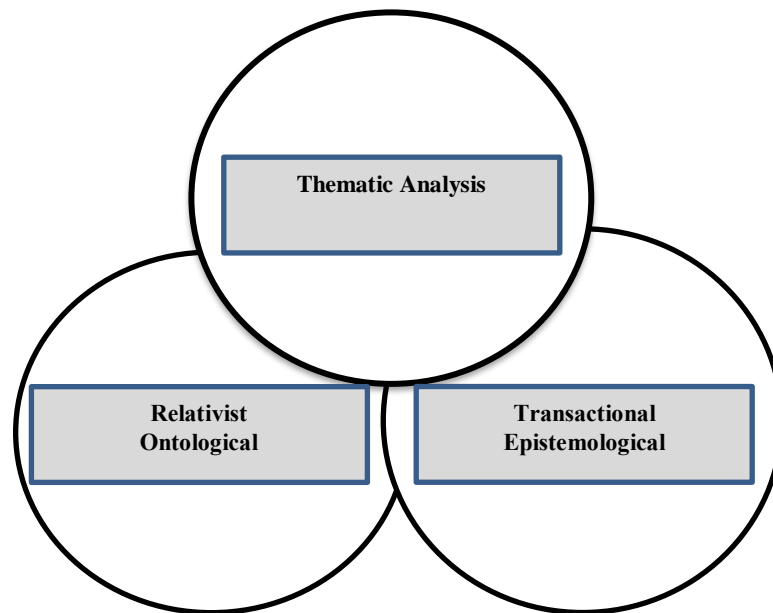 Thematic Analysis
Relativist
Ontological
Transactional
Epistemological